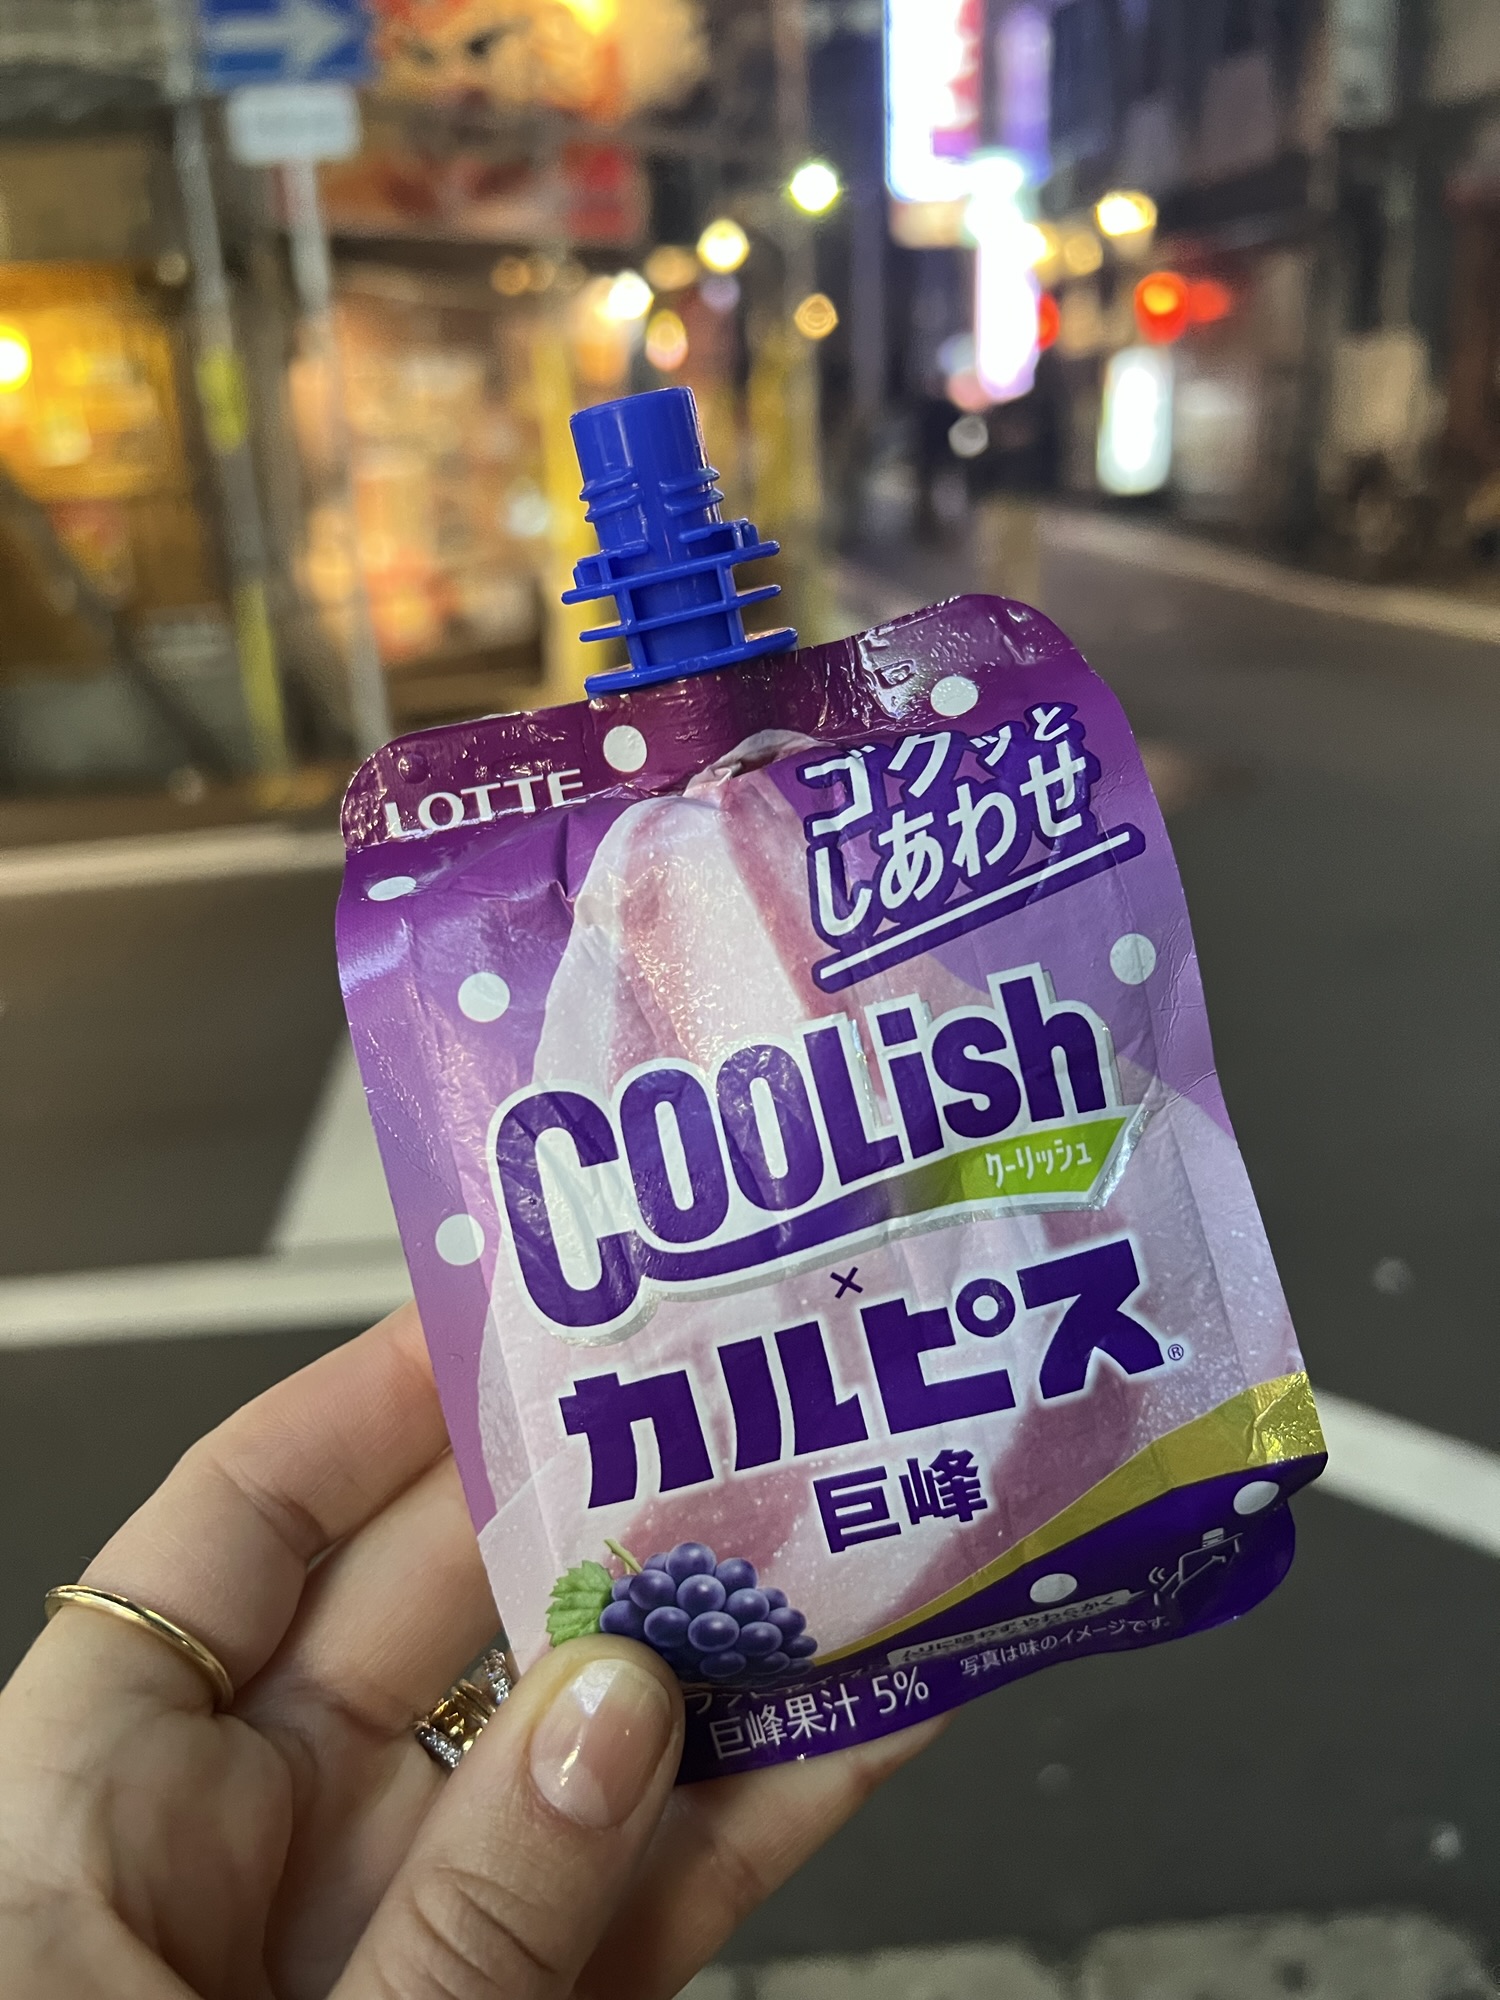 LOTTE
ゴクッと
しあわせ
COOLiSH
クーリッシュ
×
カルピス®
巨峰
写真は味のイメージです。
巨峰果汁 5%